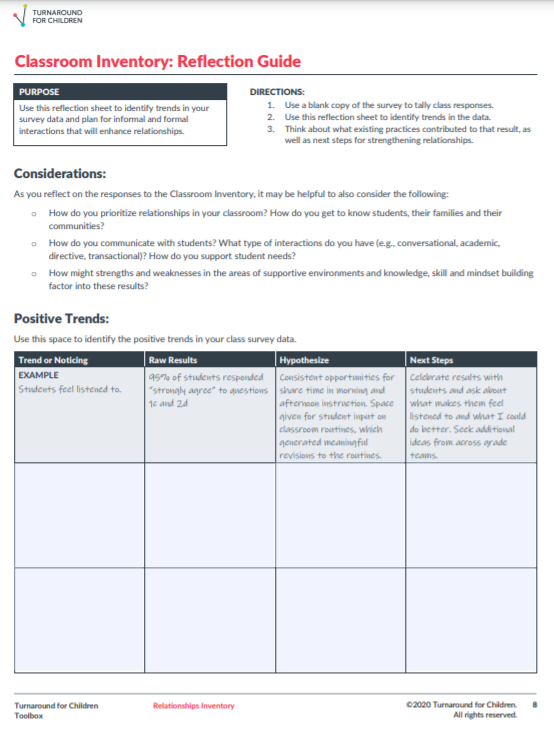 TURNAROUND
FOR CHILDREN
Classroom Inventory: Reflection Guide
PURPOSE
Use this reflection sheet to identify trends in your
survey data and plan for informal and formal
interactions that will enhance relationships.
DIRECTIONS:
1. Use a blank copy of the survey to tally class responses.
2. Use this reflection sheet to identify trends in the data.
3. Think about what existing practices contributed to that result, as
well as next steps for strengthening relationships.
Considerations:
As you reflect on the responses to the Classroom Inventory, it may be helpful to also consider the following:
o How do you prioritize relationships in your classroom? How do you get to know students, their families and their
communities?
o How do you communicate with students? What type of interactions do you have (e.g., conversational, academic,
directive, transactional)? How do you support student needs?
o How might strengths and weaknesses in the areas of supportive environments and knowledge, skill and mindset building
factor into these results?
Positive Trends:
Use this space to identify the positive trends in your class survey data.
Trend or Noticing
Raw Results
Hypothesize
Next Steps
EXAMPLE
Students feel listened to.
95% of students responded
"strongly agree" to questions
1c and 2d
Consistent opportunities for
share time in morning and
afternoon instruction. Space
given for student input on
classroom routines, which
generated meaningful
revisions to the routines.
Celebrate results with
students and ask about
what makes them feel
listened to and what I could
do better. Seek additional
ideas from across grade
teams.
Turnaround for Children
Toolbox
Relationships Inventory
©2020 Turnaround for Children.
All rights reserved.
8